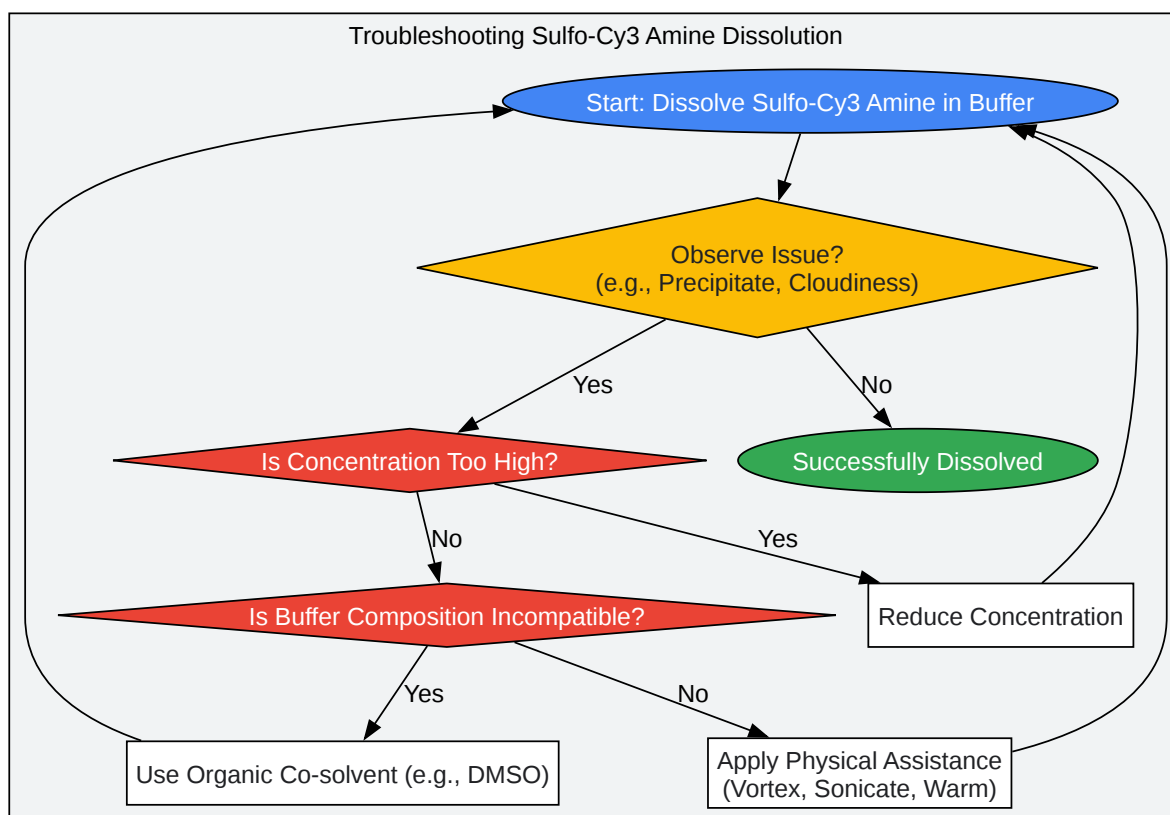 Troubleshooting Sulfo-Cy3 Amine Dissolution
Start: Dissolve Sulfo-Cy3 Amine in Buffer
Observe Issue?
(e.g., Precipitate, Cloudiness)
Yes
No
Is Concentration Too High?
Successfully Dissolved
No
Yes
Is Buffer Composition Incompatible?
Reduce Concentration
Yes
No
Use Organic Co-solvent (e.g., DMSO)
Apply Physical Assistance
(Vortex, Sonicate, Warm)